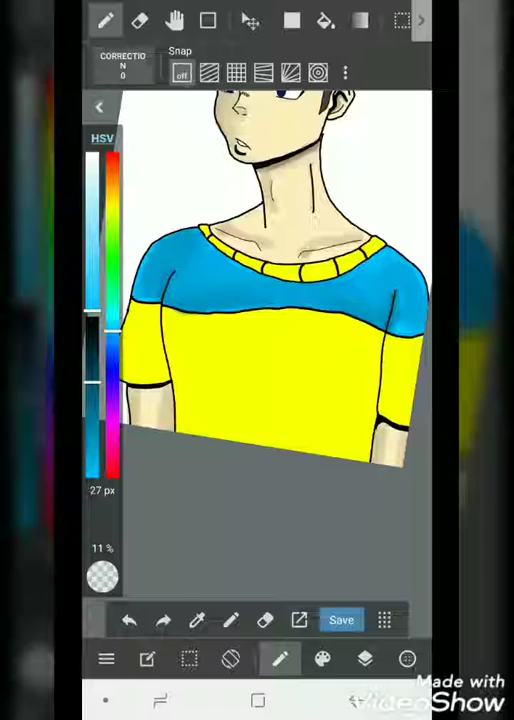 Snap
CORRECTIO
N
0
off
HSV
27 px
11 %
Save
Made with
VideoShow